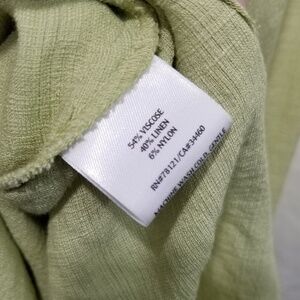 54% VISCOSE
40% LINEN
6% NYLON
RN#78121/CA#34460
MACHINE WASH COLD GENTLE